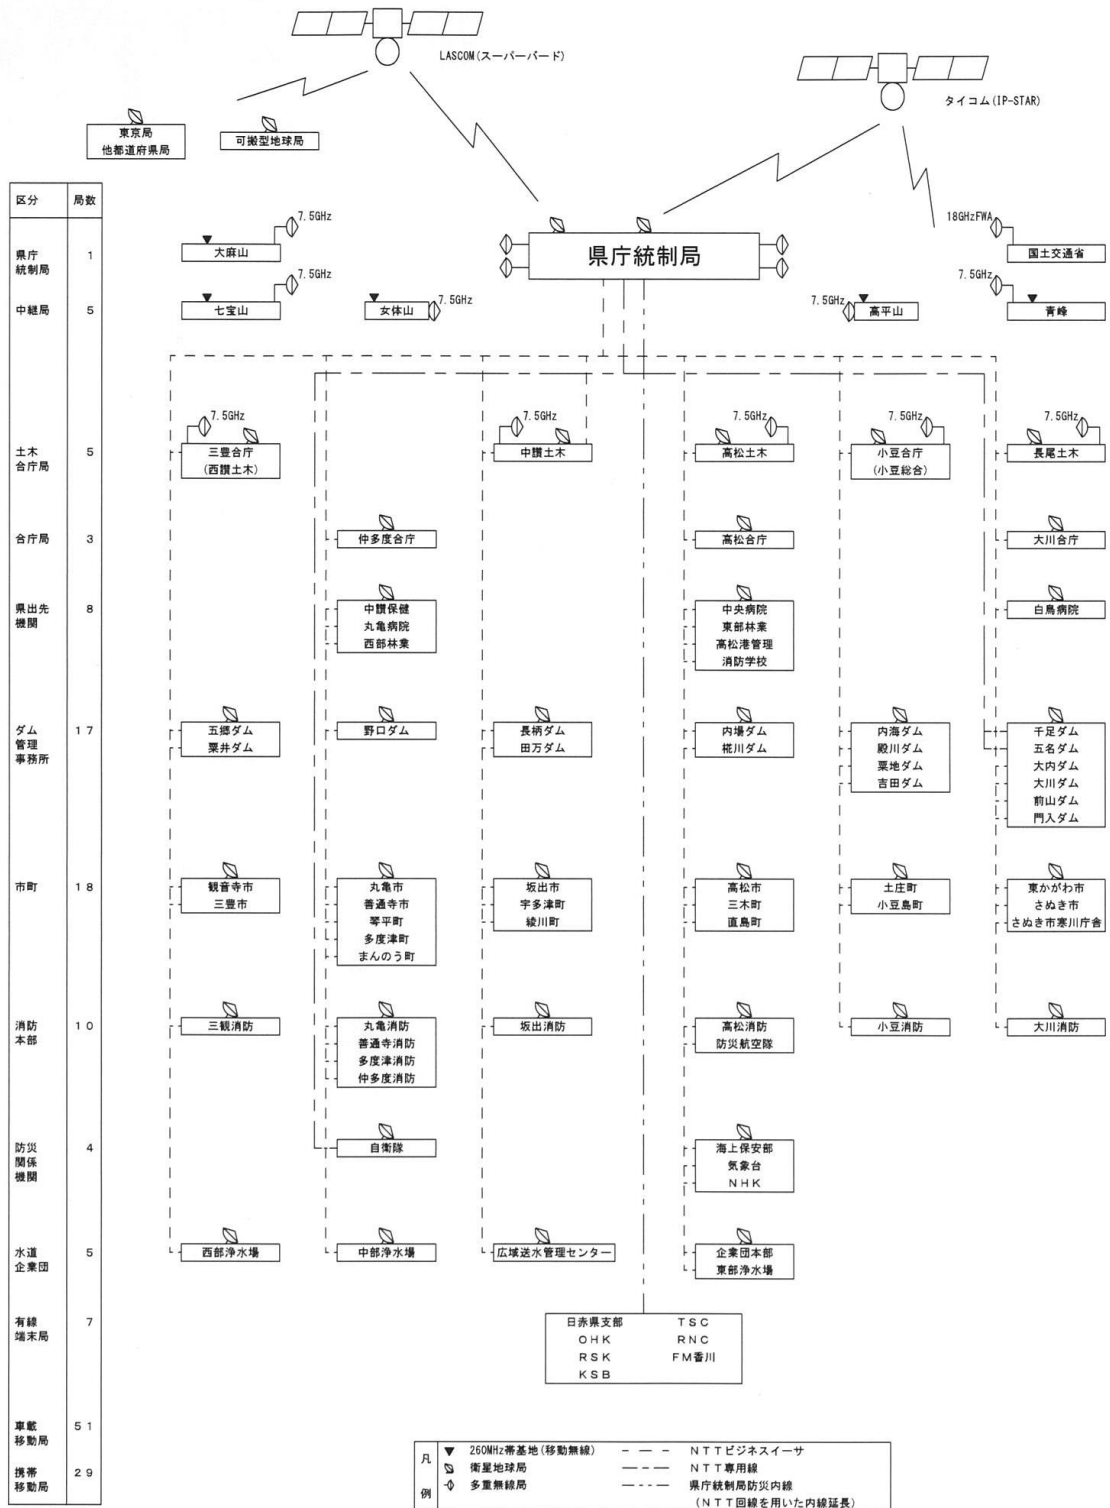 LASCOM(スーパーバード)
タイコム(IP-STAR)
東京局
他都道府県局
可搬型地球局
区分 局数
県庁
統制局
1
7.5GHz
大麻山
県庁統制局
18GHzFWA
国土交通省
中継局 5
7.5GHz
七宝山
女体山
7.5GHz
7.5GHz
高平山
7.5GHz
青峰
土木
合庁局
5
7.5GHz
三豊合庁
(西讃土木)
7.5GHz
中讃土木
7.5GHz
高松土木
7.5GHz
小豆合庁
(小豆総合)
7.5GHz
長尾土木
合庁局 3
仲多度合庁
高松合庁
大川合庁
県出先
機関
8
中讃保健
丸亀病院
西部林業
中央病院
東部林業
高松港管理
消防学校
白鳥病院
ダム
管理
事務所
17
五郷ダム
粟井ダム
野口ダム
長柄ダム
田万ダム
内場ダム
椛川ダム
内海ダム
殿川ダム
粟地ダム
吉田ダム
千足ダム
五名ダム
大内ダム
大川ダム
前山ダム
門入ダム
市町 18
観音寺市
三豊市
丸亀市
善通寺市
琴平町
多度津町
まんのう町
坂出市
宇多津町
綾川町
高松市
三木町
直島町
土庄町
小豆島町
東かがわ市
さぬき市
さぬき市寒川庁舎
消防
本部
10
三観消防
丸亀消防
善通寺消防
多度津消防
仲多度消防
坂出消防
高松消防
防災航空隊
小豆消防
大川消防
防災
関係
機関
4
自衛隊
海上保安部
気象台
NHK
水道
企業団
5
西部浄水場
中部浄水場
広域送水管理センター
企業団本部
東部浄水場
有線
端末局
7
日赤県支部 TSC
OHK RNC
RSK FM香川
KSB
車載
移動局
51
携帯
移動局
29
凡例
260MHz帯基地(移動無線)
衛星地球局
多重無線局
NTTビジネスイーサ
NTT専用線
県庁統制局防災内線
(NTT回線を用いた内線延長)